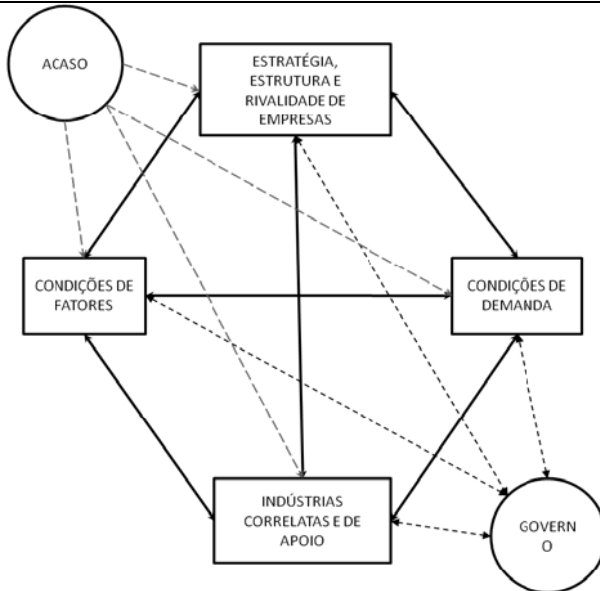 ACASO
ESTRATÉGIA,
ESTRUTURA E
RIVALIDADE DE
EMPRESAS
CONDIÇÕES DE
FATORES
CONDIÇÕES DE
DEMANDA
INDÚSTRIAS
CORRELATAS E DE
APOIO
GOVERN
O